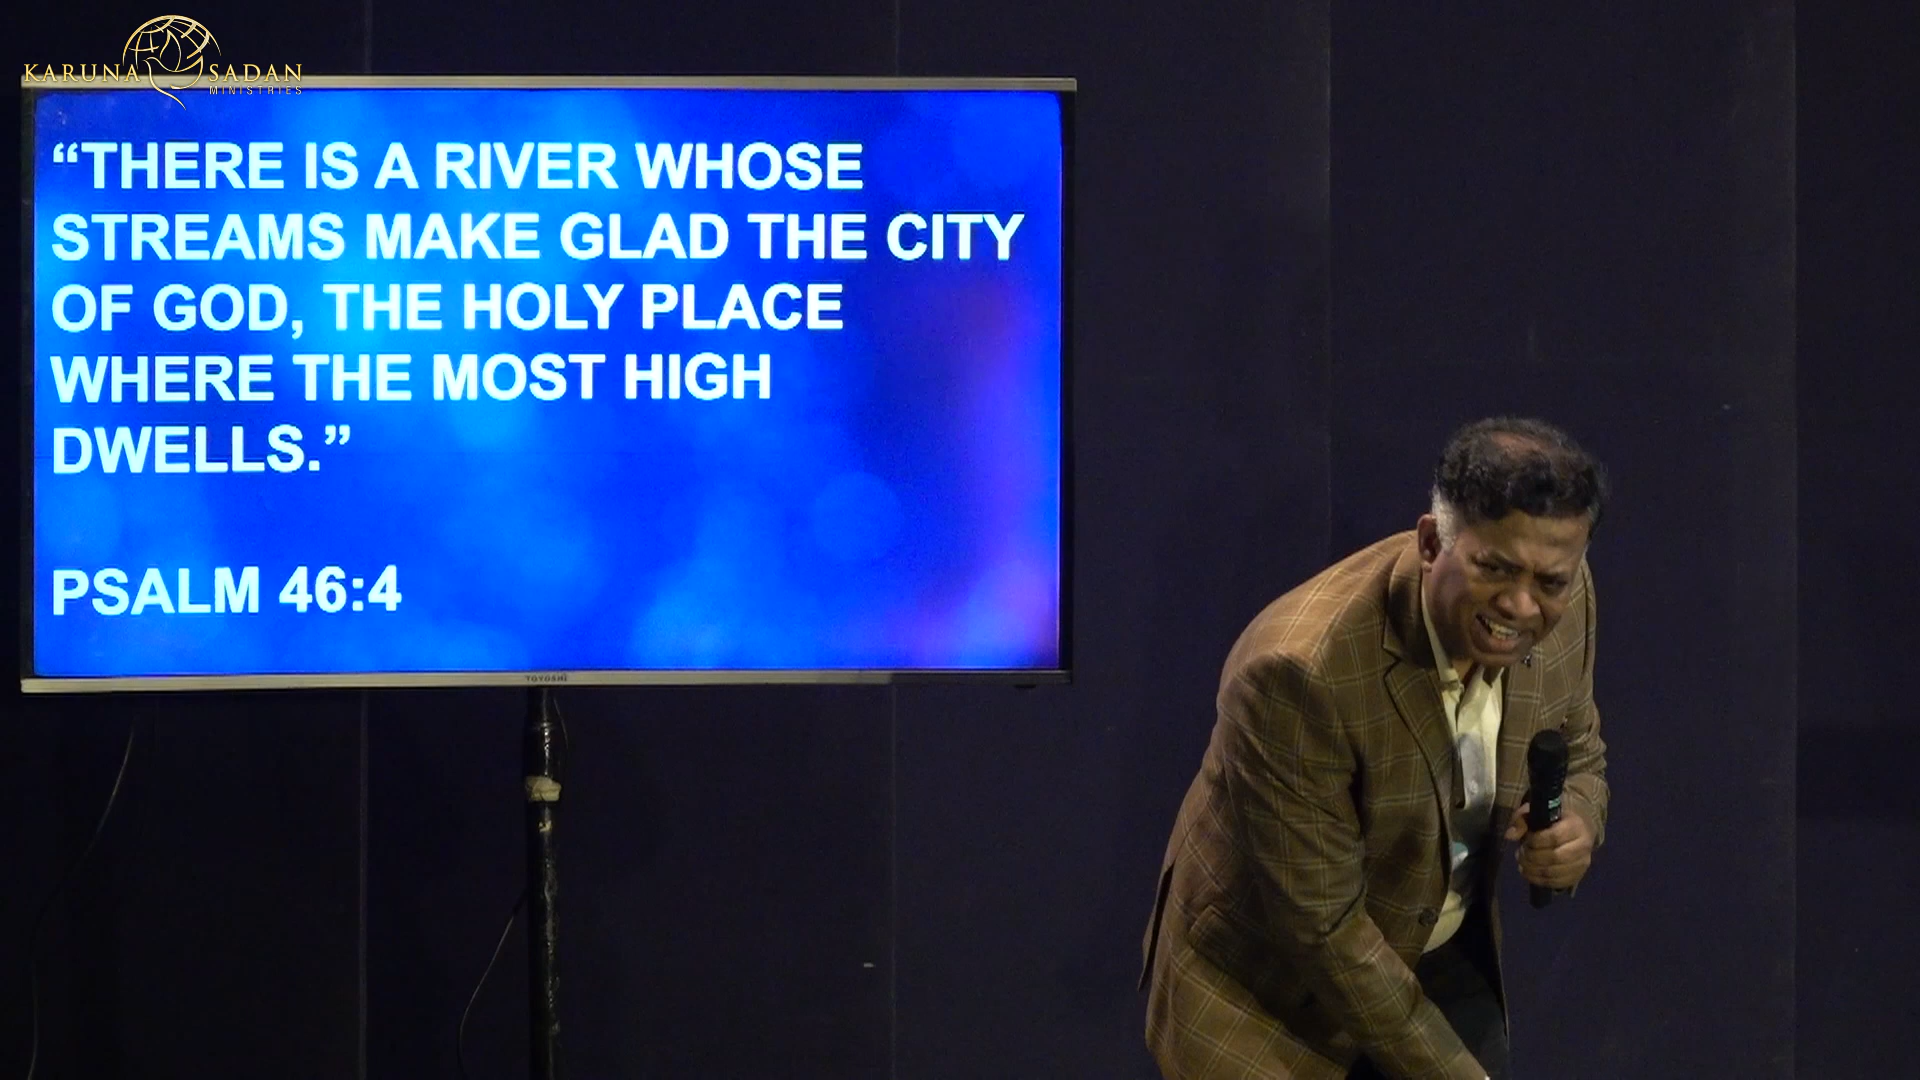 KARUNA SADAN
MINISTRIES
“THERE IS A RIVER WHOSE
STREAMS MAKE GLAD THE CITY
OF GOD, THE HOLY PLACE
WHERE THE MOST HIGH
DWELLS.”
PSALM 46:4
TOYOSHI